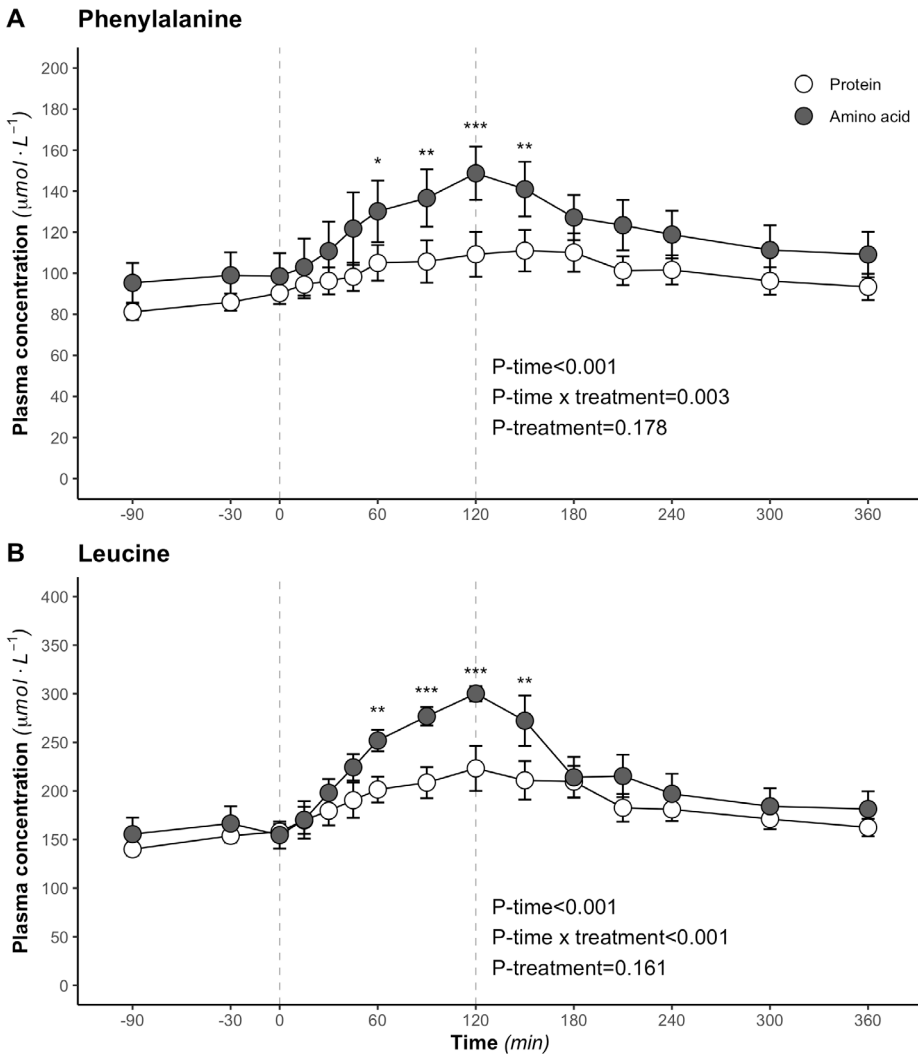 A Phenylalanine
Plasma concentration (μmol · L⁻¹)
200
180
160
140
120
100
80
60
40
20
0
Protein
Amino acid
* ** *** **
P-time<0.001
P-time x treatment=0.003
P-treatment=0.178
-90 -30 0 60 120 180 240 300 360
B Leucine
Plasma concentration (μmol · L⁻¹)
400
350
300
250
200
150
100
50
0
** *** *** **
P-time<0.001
P-time x treatment<0.001
P-treatment=0.161
-90 -30 0 60 120 180 240 300 360
Time (min)